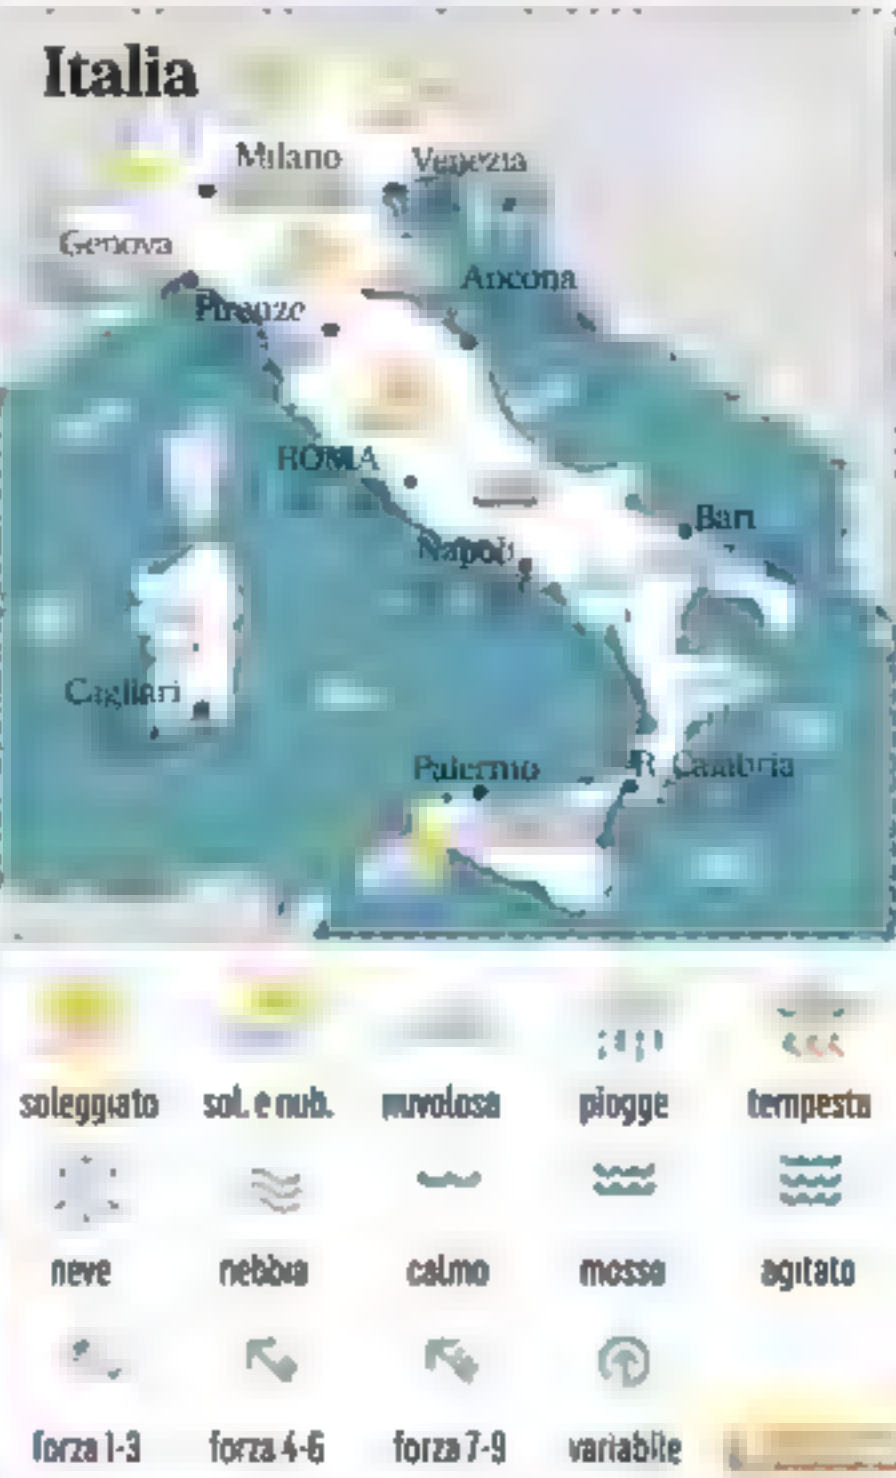 Italia
Milano
Venezia
Genova
Ancona
Firenze
ROMA
Bari
Napoli
Cagliari
Palermo
R. Calabria
soleggiato sol. e nub. nuvoloso piogge tempesta
neve nebbia calmo mosso agitato
forza 1-3 forza 4-6 forza 7-9 variabile